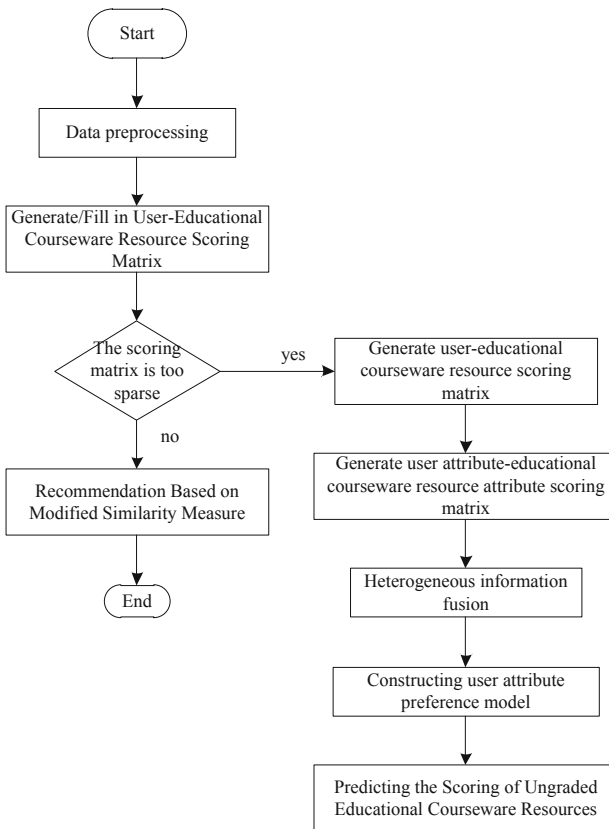 Start
Data preprocessing
Generate/Fill in User-Educational
Courseware Resource Scoring
Matrix
The scoring
matrix is too
sparse
yes
no
Recommendation Based on
Modified Similarity Measure
End
Generate user-educational
courseware resource scoring
matrix
Generate user attribute-educational
courseware resource attribute scoring
matrix
Heterogeneous information
fusion
Constructing user attribute
preference model
Predicting the Scoring of Ungraded
Educational Courseware Resources